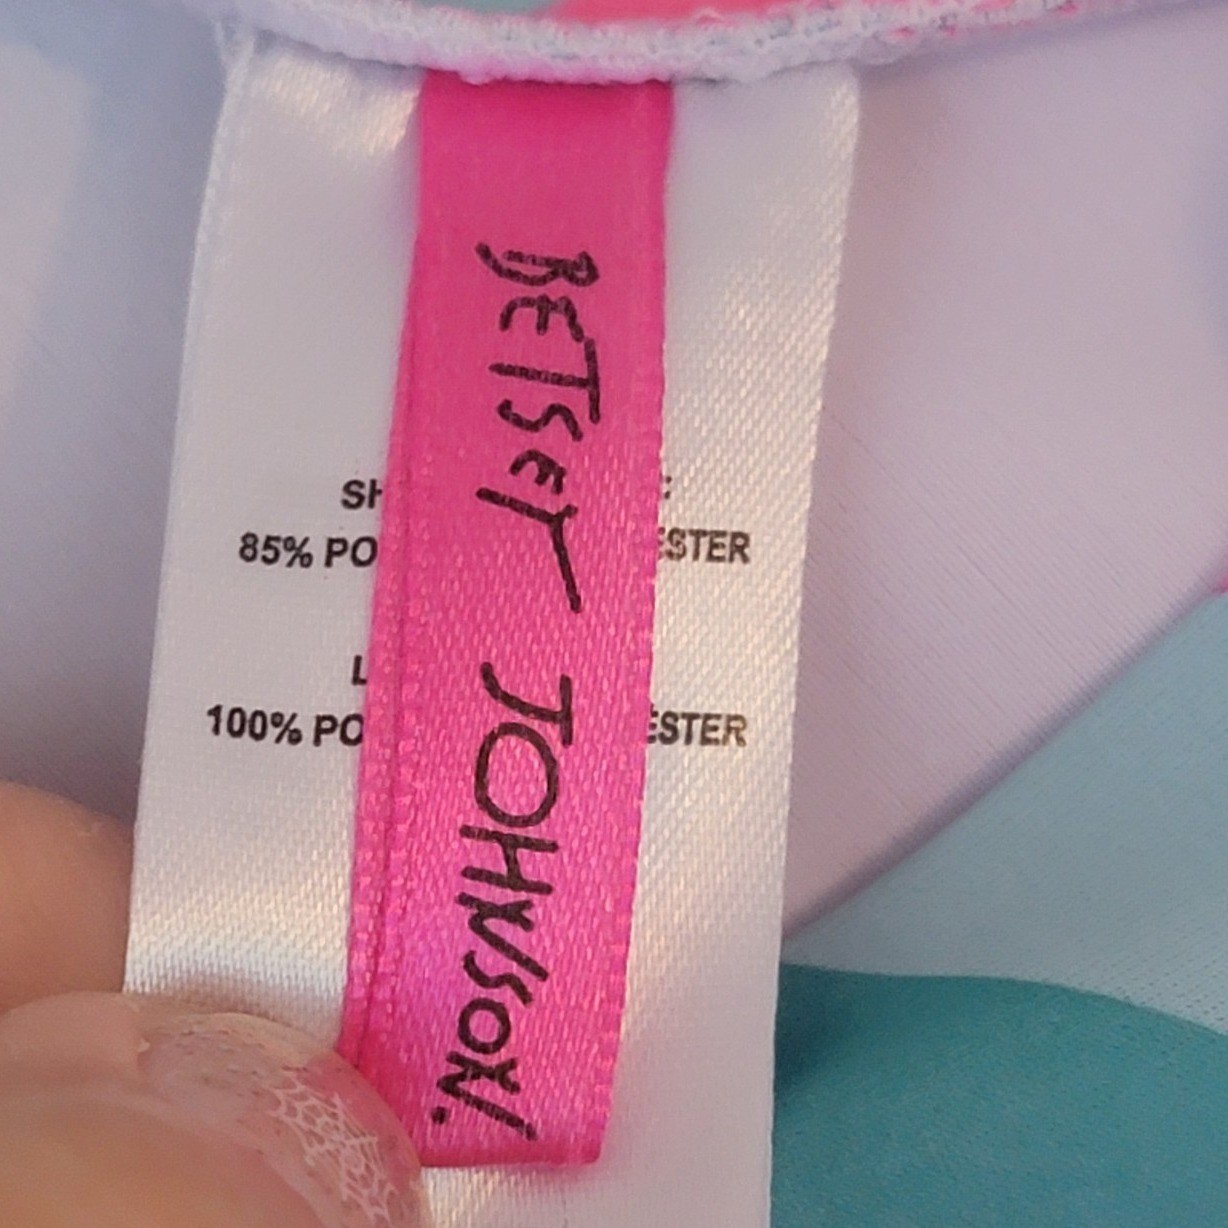 BETSEY JOHNSON.
85% PO ESTER
100% PO ESTER